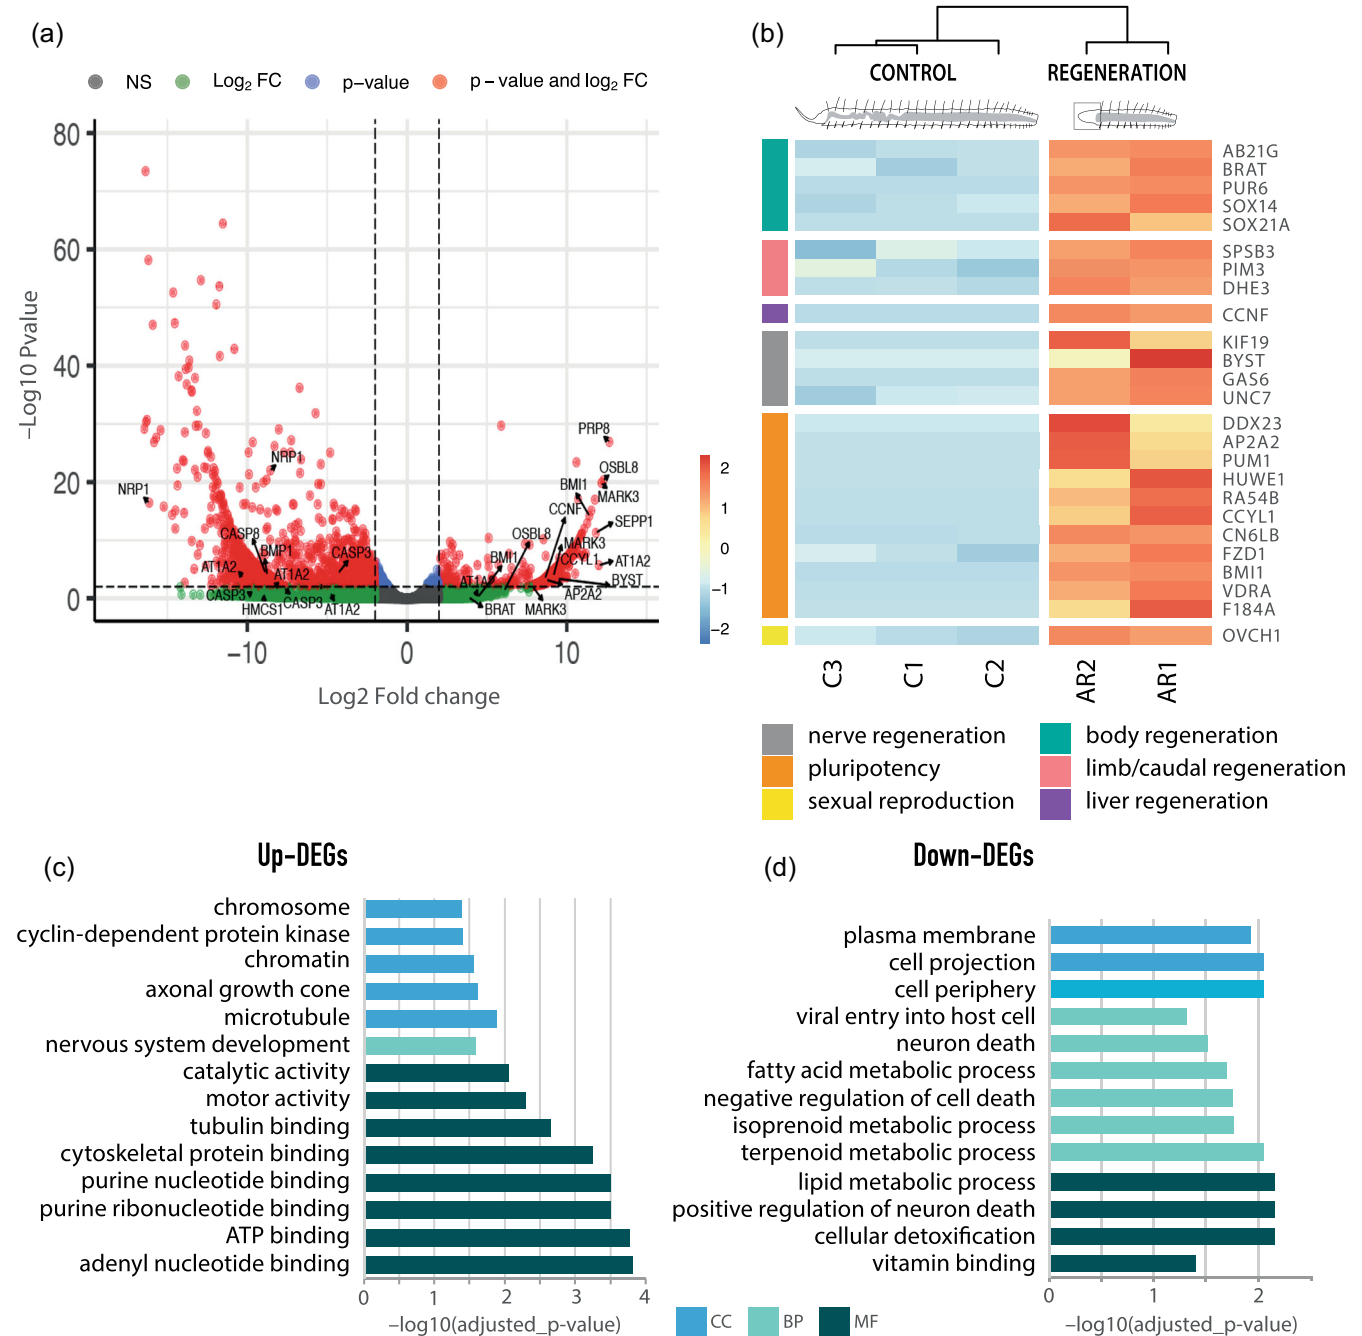 (a)
NS
Log2 FC
p-value
p – value and log2 FC
–Log10 Pvalue
80
60
40
20
0
−10
0
10
Log2 Fold change
NRP1
NRP1
CASP8
BMP1
CASP3
AT1A2
AT1A2
CASP3
HMCS1
CASP3
AT1A2
PRP8
OSBL8
BMI1
MARK3
CCNF
SEPP1
OSBL8
MARK3
BMI1
CCYL1
AT1A2
AT1A2
BYST
AP2A2
BRAT
MARK3
(b)
CONTROL
REGENERATION
AB21G
BRAT
PUR6
SOX14
SOX21A
SPSB3
PIM3
DHE3
CCNF
KIF19
BYST
GAS6
UNC7
DDX23
AP2A2
PUM1
HUWE1
RA54B
CCYL1
CN6LB
FZD1
BMI1
VDRA
F184A
OVCH1
2
1
0
−1
−2
C3
C1
C2
AR2
AR1
nerve regeneration
pluripotency
sexual reproduction
body regeneration
limb/caudal regeneration
liver regeneration
(c)
Up-DEGs
chromosome
cyclin-dependent protein kinase
chromatin
axonal growth cone
microtubule
nervous system development
catalytic activity
motor activity
tubulin binding
cytoskeletal protein binding
purine nucleotide binding
purine ribonucleotide binding
ATP binding
adenyl nucleotide binding
0
1
2
3
4
−log10(adjusted_p-value)
(d)
Down-DEGs
plasma membrane
cell projection
cell periphery
viral entry into host cell
neuron death
fatty acid metabolic process
negative regulation of cell death
isoprenoid metabolic process
terpenoid metabolic process
lipid metabolic process
positive regulation of neuron death
cellular detoxification
vitamin binding
0
1
2
−log10(adjusted_p-value)
CC
BP
MF